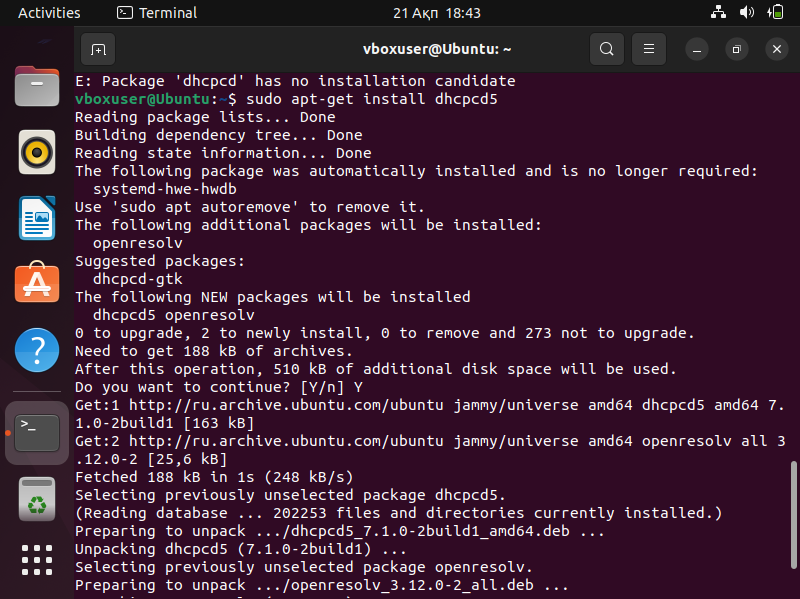 Activities
Terminal
21 Ақп 18:43
vboxuser@Ubuntu: ~
E: Package 'dhcpcd' has no installation candidate
vboxuser@Ubuntu:~$ sudo apt-get install dhcpcd5
Reading package lists... Done
Building dependency tree... Done
Reading state information... Done
The following package was automatically installed and is no longer required:
systemd-hwe-hwdb
Use 'sudo apt autoremove' to remove it.
The following additional packages will be installed:
openresolv
Suggested packages:
dhcpcd-gtk
The following NEW packages will be installed
dhcpcd5 openresolv
0 to upgrade, 2 to newly install, 0 to remove and 273 not to upgrade.
Need to get 188 kB of archives.
After this operation, 510 kB of additional disk space will be used.
Do you want to continue? [Y/n] Y
Get:1 http://ru.archive.ubuntu.com/ubuntu jammy/universe amd64 dhcpcd5 amd64 7.
1.0-2build1 [163 kB]
Get:2 http://ru.archive.ubuntu.com/ubuntu jammy/universe amd64 openresolv all 3
.12.0-2 [25,6 kB]
Fetched 188 kB in 1s (248 kB/s)
Selecting previously unselected package dhcpcd5.
(Reading database ... 202253 files and directories currently installed.)
Preparing to unpack .../dhcpcd5_7.1.0-2build1_amd64.deb ...
Unpacking dhcpcd5 (7.1.0-2build1) ...
Selecting previously unselected package openresolv.
Preparing to unpack .../openresolv_3.12.0-2_all.deb ...